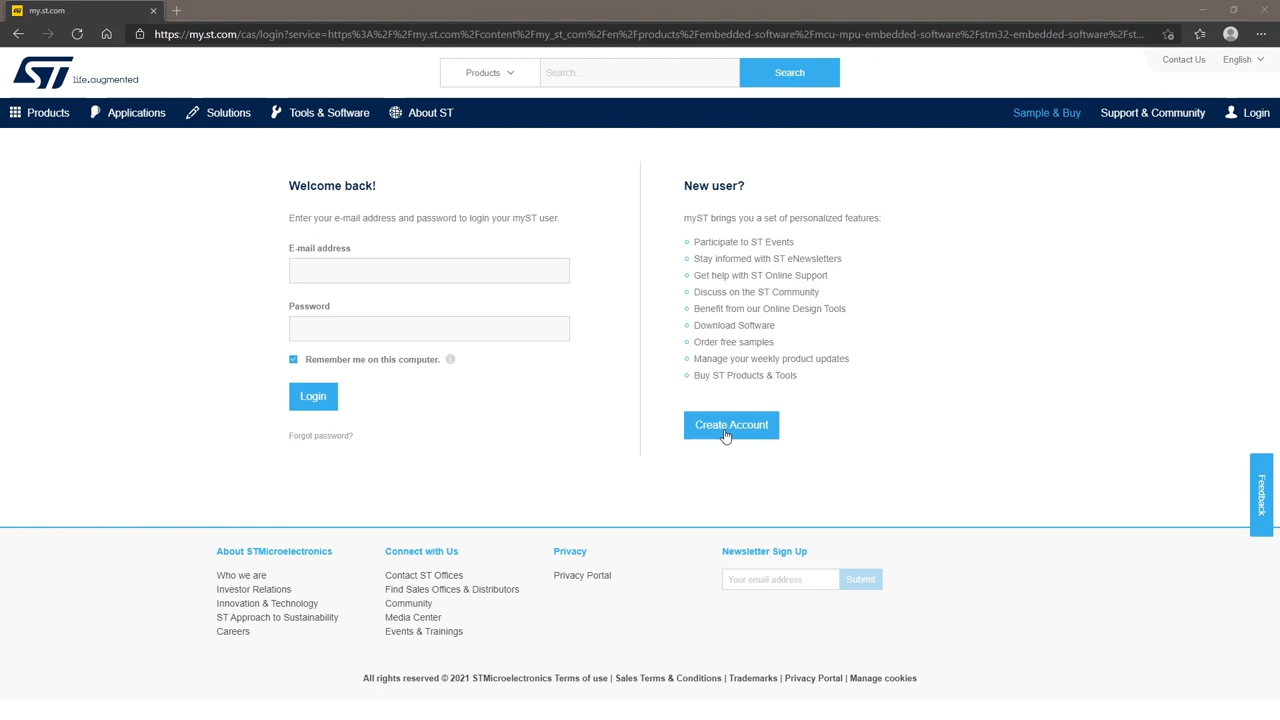 my.st.com
https://my.st.com/cas/login?service=https%3A%2F%2Fmy.st.com%2Fcontent%2Fmy_st_com%2Fen%2Fproducts%2Fembedded-software%2Fmcu-mpu-embedded-software%2Fstm32-embedded-software%2Fst...
Contact Us English
ST life.augmented
Products Search... Search
Products Applications Solutions Tools & Software About ST Sample & Buy Support & Community Login
Welcome back!
Enter your e-mail address and password to login your myST user.
E-mail address
Password
Remember me on this computer.
Login
Forgot password?
New user?
myST brings you a set of personalized features:
Participate to ST Events
Stay informed with ST eNewsletters
Get help with ST Online Support
Discuss on the ST Community
Benefit from our Online Design Tools
Download Software
Order free samples
Manage your weekly product updates
Buy ST Products & Tools
Create Account
Feedback
About STMicroelectronics
Who we are
Investor Relations
Innovation & Technology
ST Approach to Sustainability
Careers
Connect with Us
Contact ST Offices
Find Sales Offices & Distributors
Community
Media Center
Events & Trainings
Privacy
Privacy Portal
Newsletter Sign Up
Your email address Submit
All rights reserved © 2021 STMicroelectronics Terms of use | Sales Terms & Conditions | Trademarks | Privacy Portal | Manage cookies